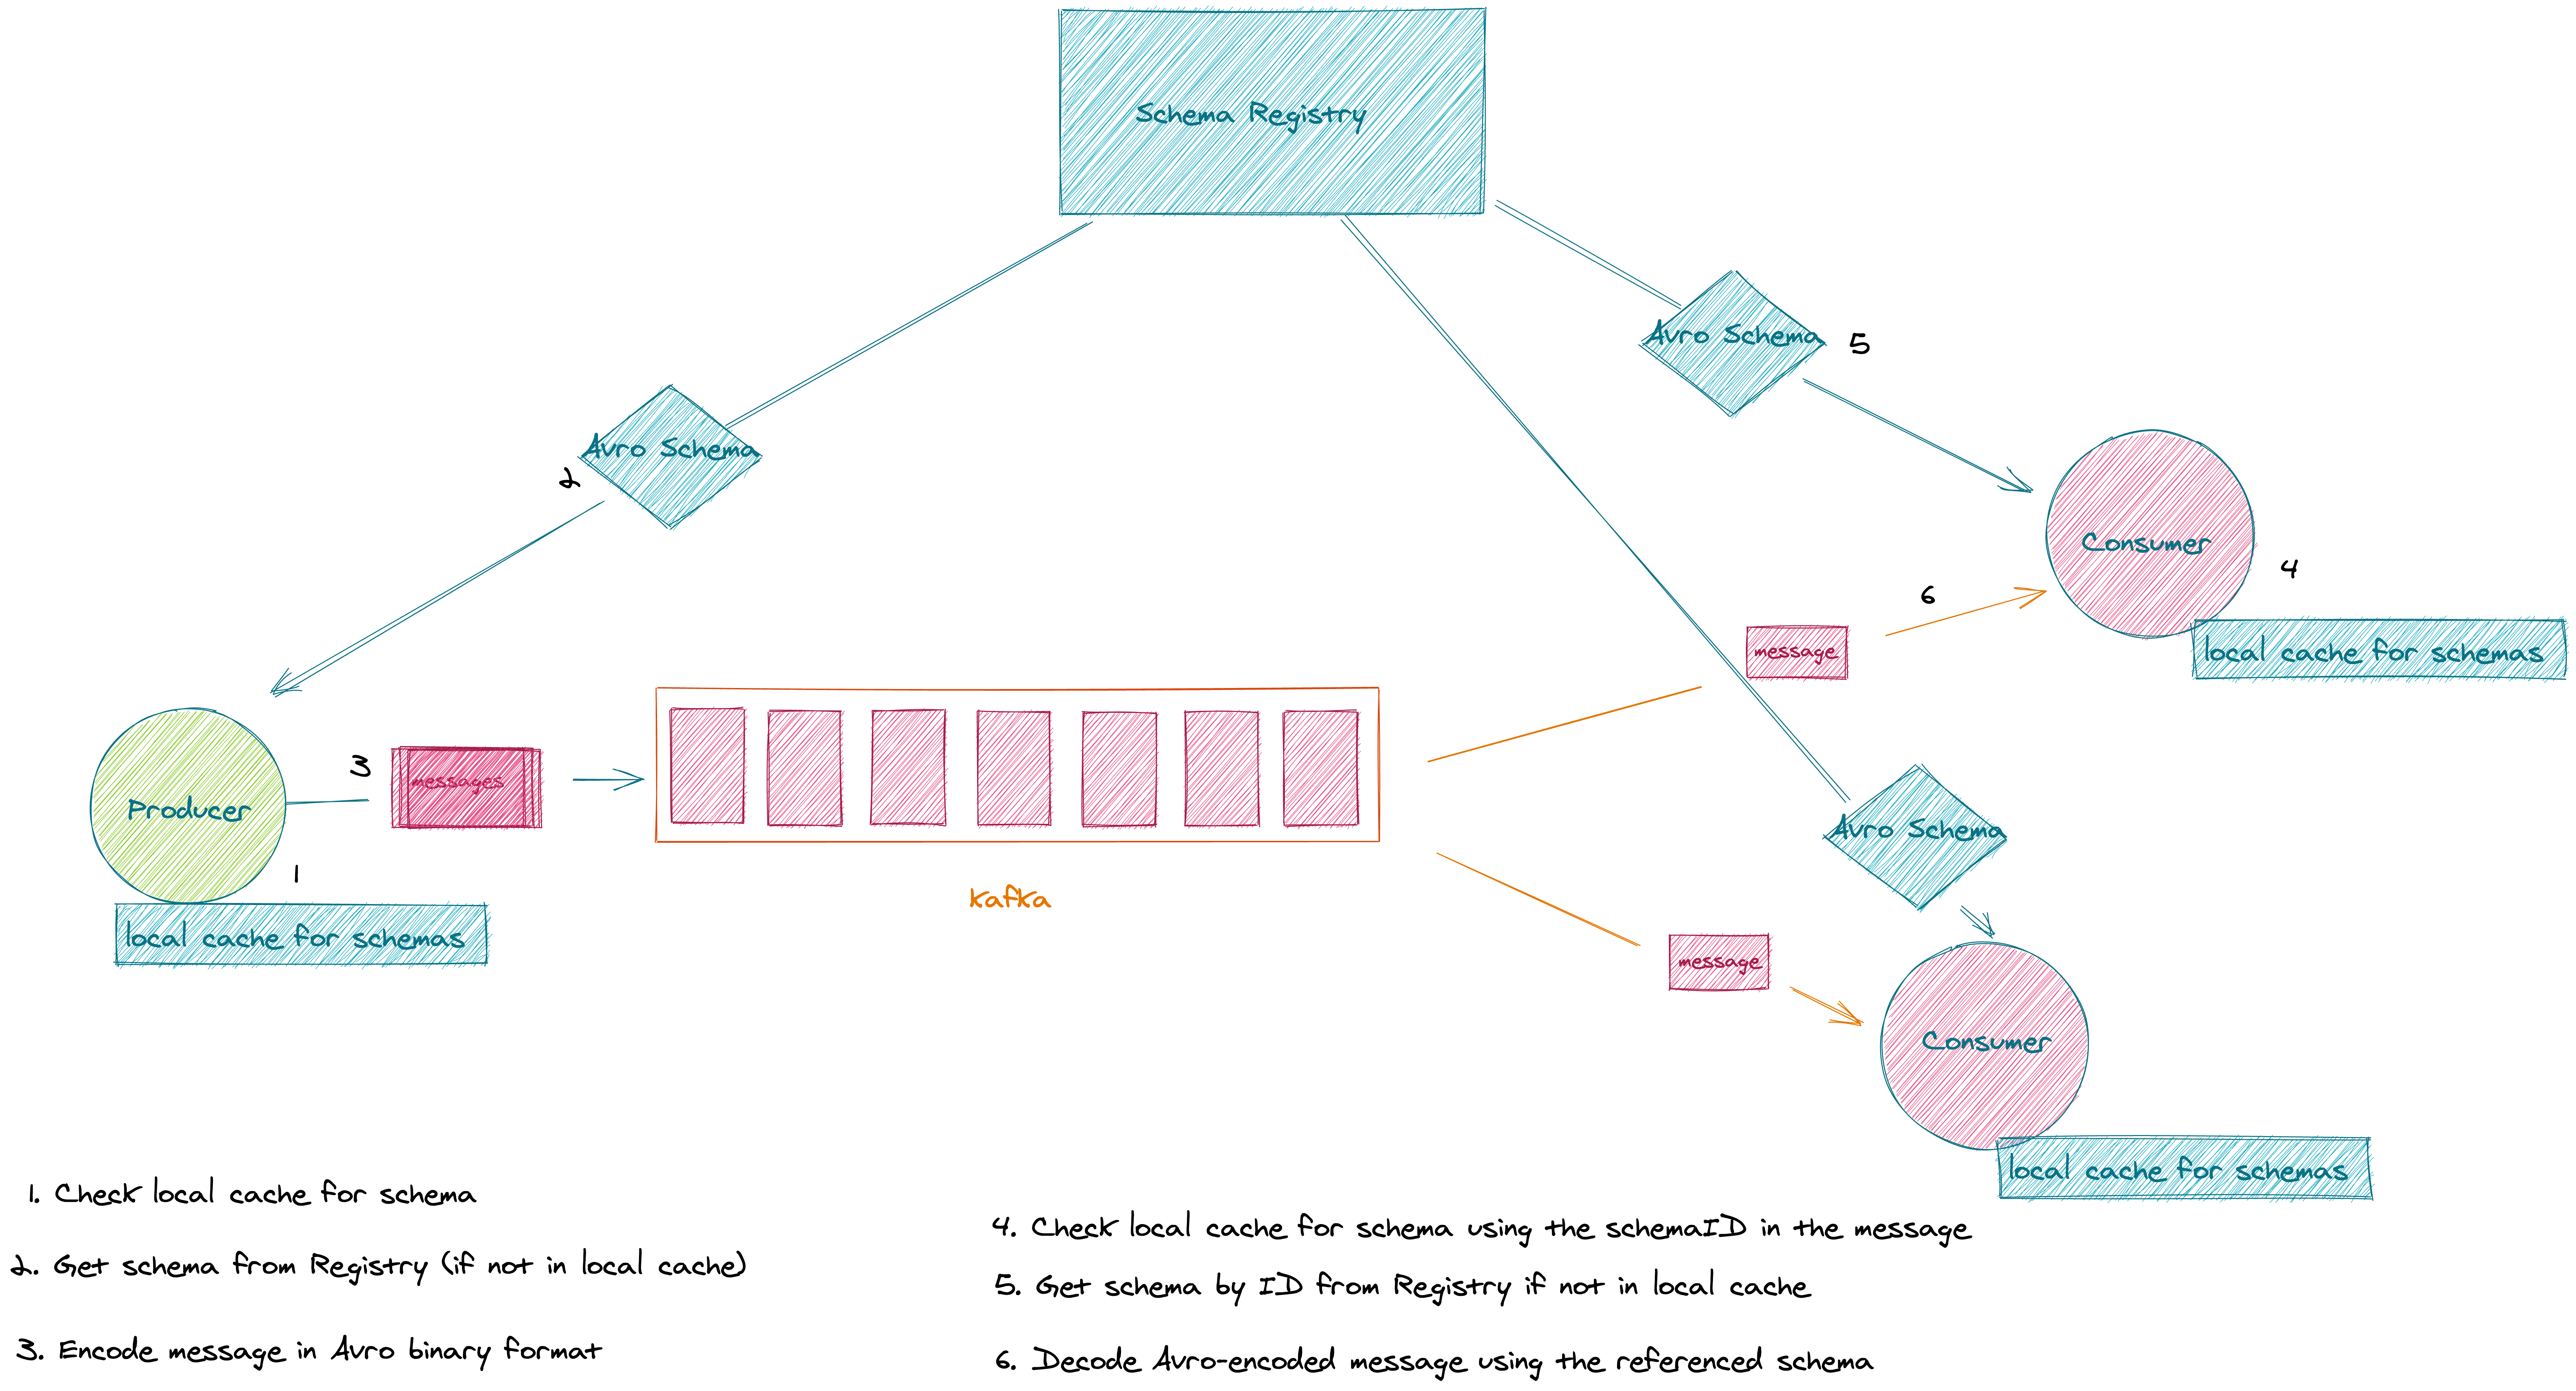 Schema Registry
Avro Schema
5
Avro Schema
2
Consumer
4
6
message
local cache for schemas
3
messages
Producer
1
Avro Schema
kafka
local cache for schemas
message
Consumer
local cache for schemas
1. Check local cache for schema
2. Get schema from Registry (if not in local cache)
3. Encode message in Avro binary format
4. Check local cache for schema using the schemaID in the message
5. Get schema by ID from Registry if not in local cache
6. Decode Avro-encoded message using the referenced schema